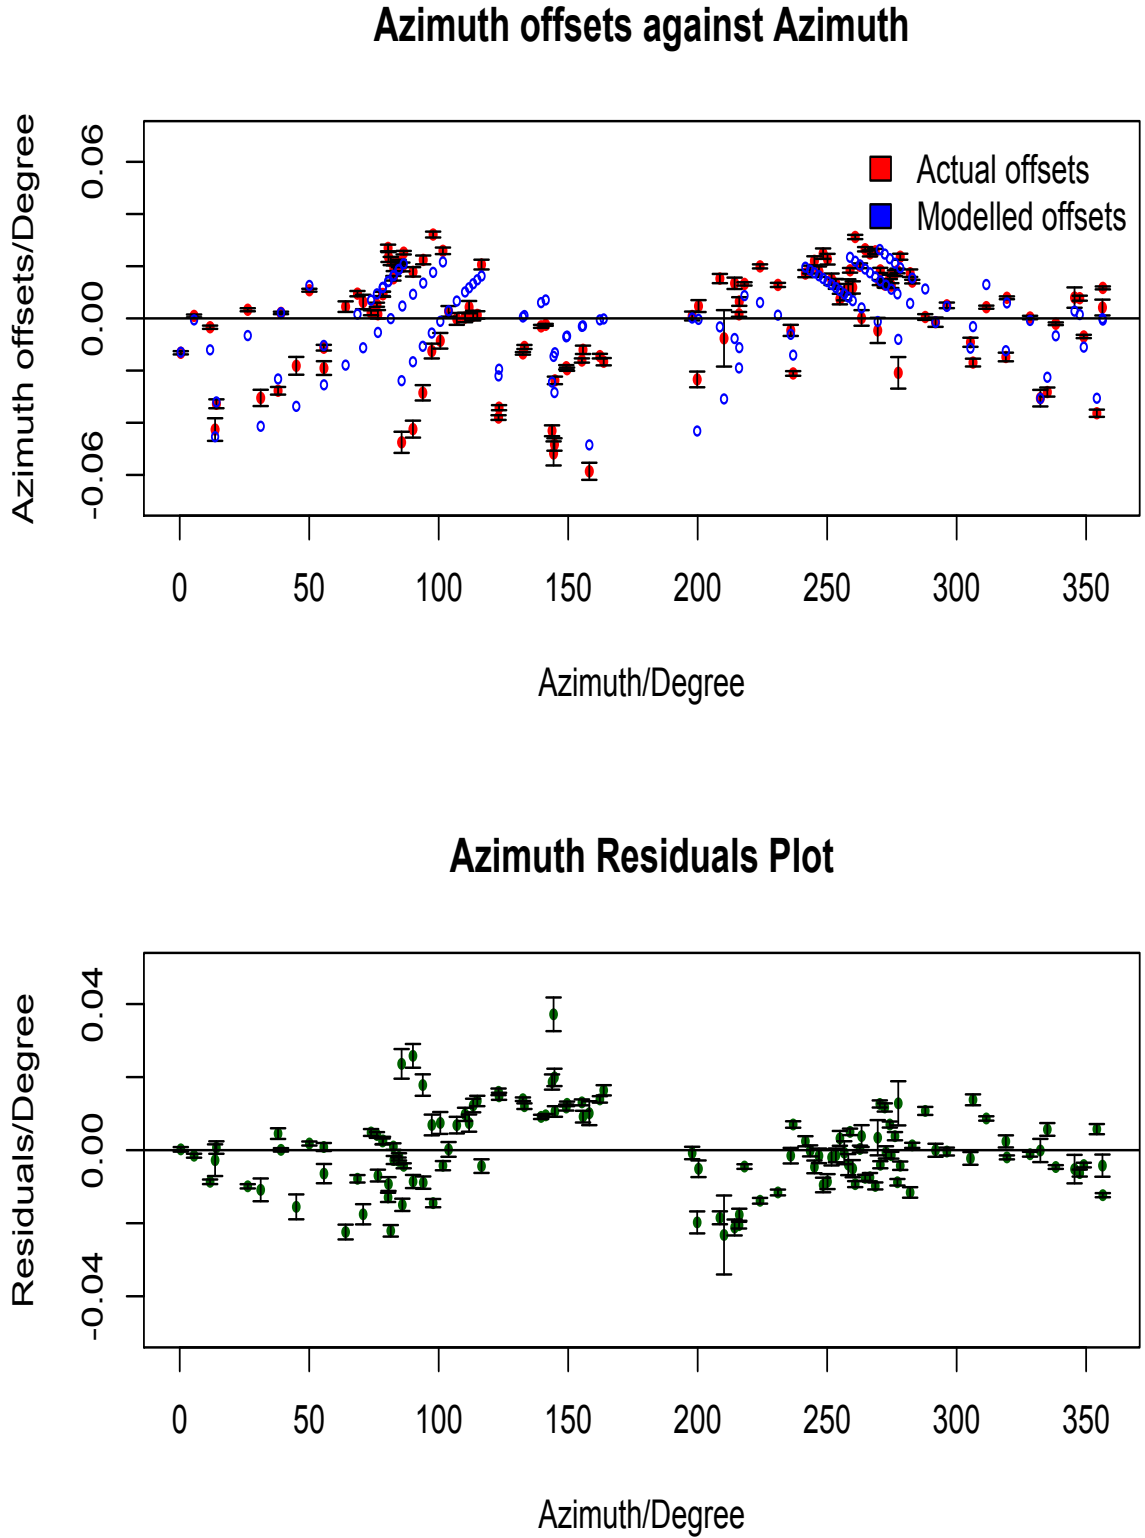 Azimuth offsets against Azimuth
Azimuth offsets/Degree
0.06
0.00
-0.06
Actual offsets
Modelled offsets
0 50 100 150 200 250 300 350
Azimuth/Degree
Azimuth Residuals Plot
Residuals/Degree
0.04
0.00
-0.04
0 50 100 150 200 250 300 350
Azimuth/Degree